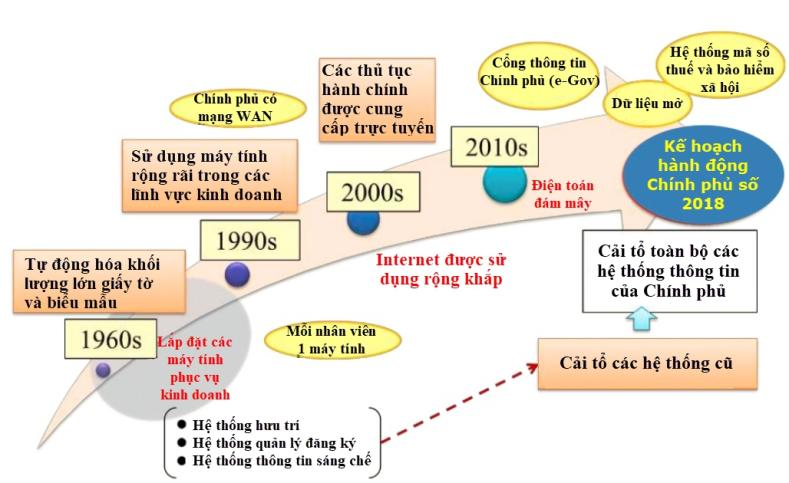 Hệ thống mã số
thuế và bảo hiểm
xã hội
Cổng thông tin
Chính phủ (e-Gov)
Dữ liệu mở
Các thủ tục
hành chính
được cung
cấp trực tuyến
Chính phủ có
mạng WAN
Sử dụng máy tính
rộng rãi trong các
lĩnh vực kinh doanh
2010s
2000s
1990s
Kế hoạch
hành động
Chính phủ số
2018
Điện toán
đám mây
Internet được sử
dụng rộng khắp
Tự động hóa khối
lượng lớn giấy tờ
và biểu mẫu
1960s
Lắp đặt các
máy tính
phục vụ
kinh doanh
Mỗi nhân viên
1 máy tính
Cải tổ toàn bộ các
hệ thống thông tin
của Chính phủ
Cải tổ các hệ thống cũ
Hệ thống hưu trí
Hệ thống quản lý đăng ký
Hệ thống thông tin sáng chế